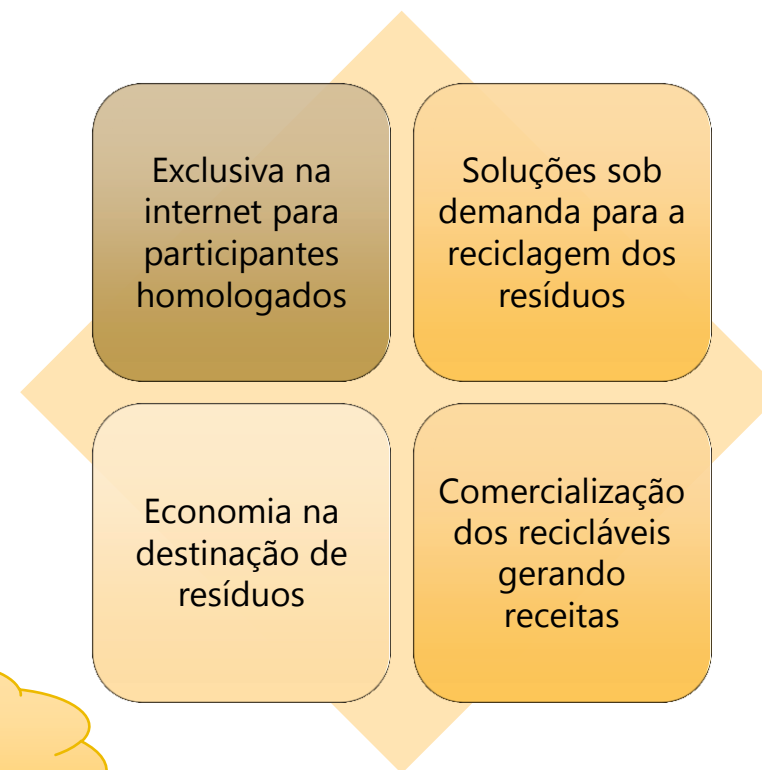 Exclusiva na
internet para
participantes
homologados
Soluções sob
demanda para a
reciclagem dos
resíduos
Economia na
destinação de
resíduos
Comercialização
dos recicláveis
gerando
receitas